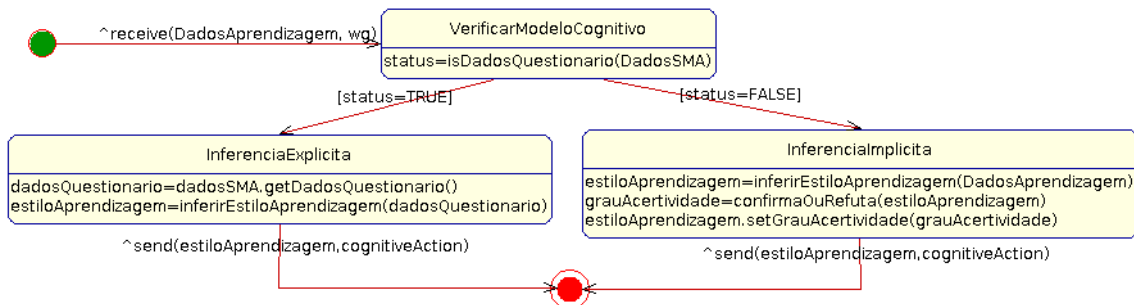 VerificarModeloCognitivo
^receive(DadosAprendizagem, wg)
status=isDadosQuestionario(DadosSMA)
[status=TRUE]
[status=FALSE]
InferenciaExplicita
dadosQuestionario=dadosSMA.getDadosQuestionario()
estiloAprendizagem=inferirEstiloAprendizagem(dadosQuestionario)
InferenciaImplicita
estiloAprendizagem=inferirEstiloAprendizagem(DadosAprendizagem)
grauAcertividade=confirmaOuRefuta(estiloAprendizagem)
estiloAprendizagem.setGrauAcertividade(grauAcertividade)
^send(estiloAprendizagem,cognitiveAction)
^send(estiloAprendizagem,cognitiveAction)